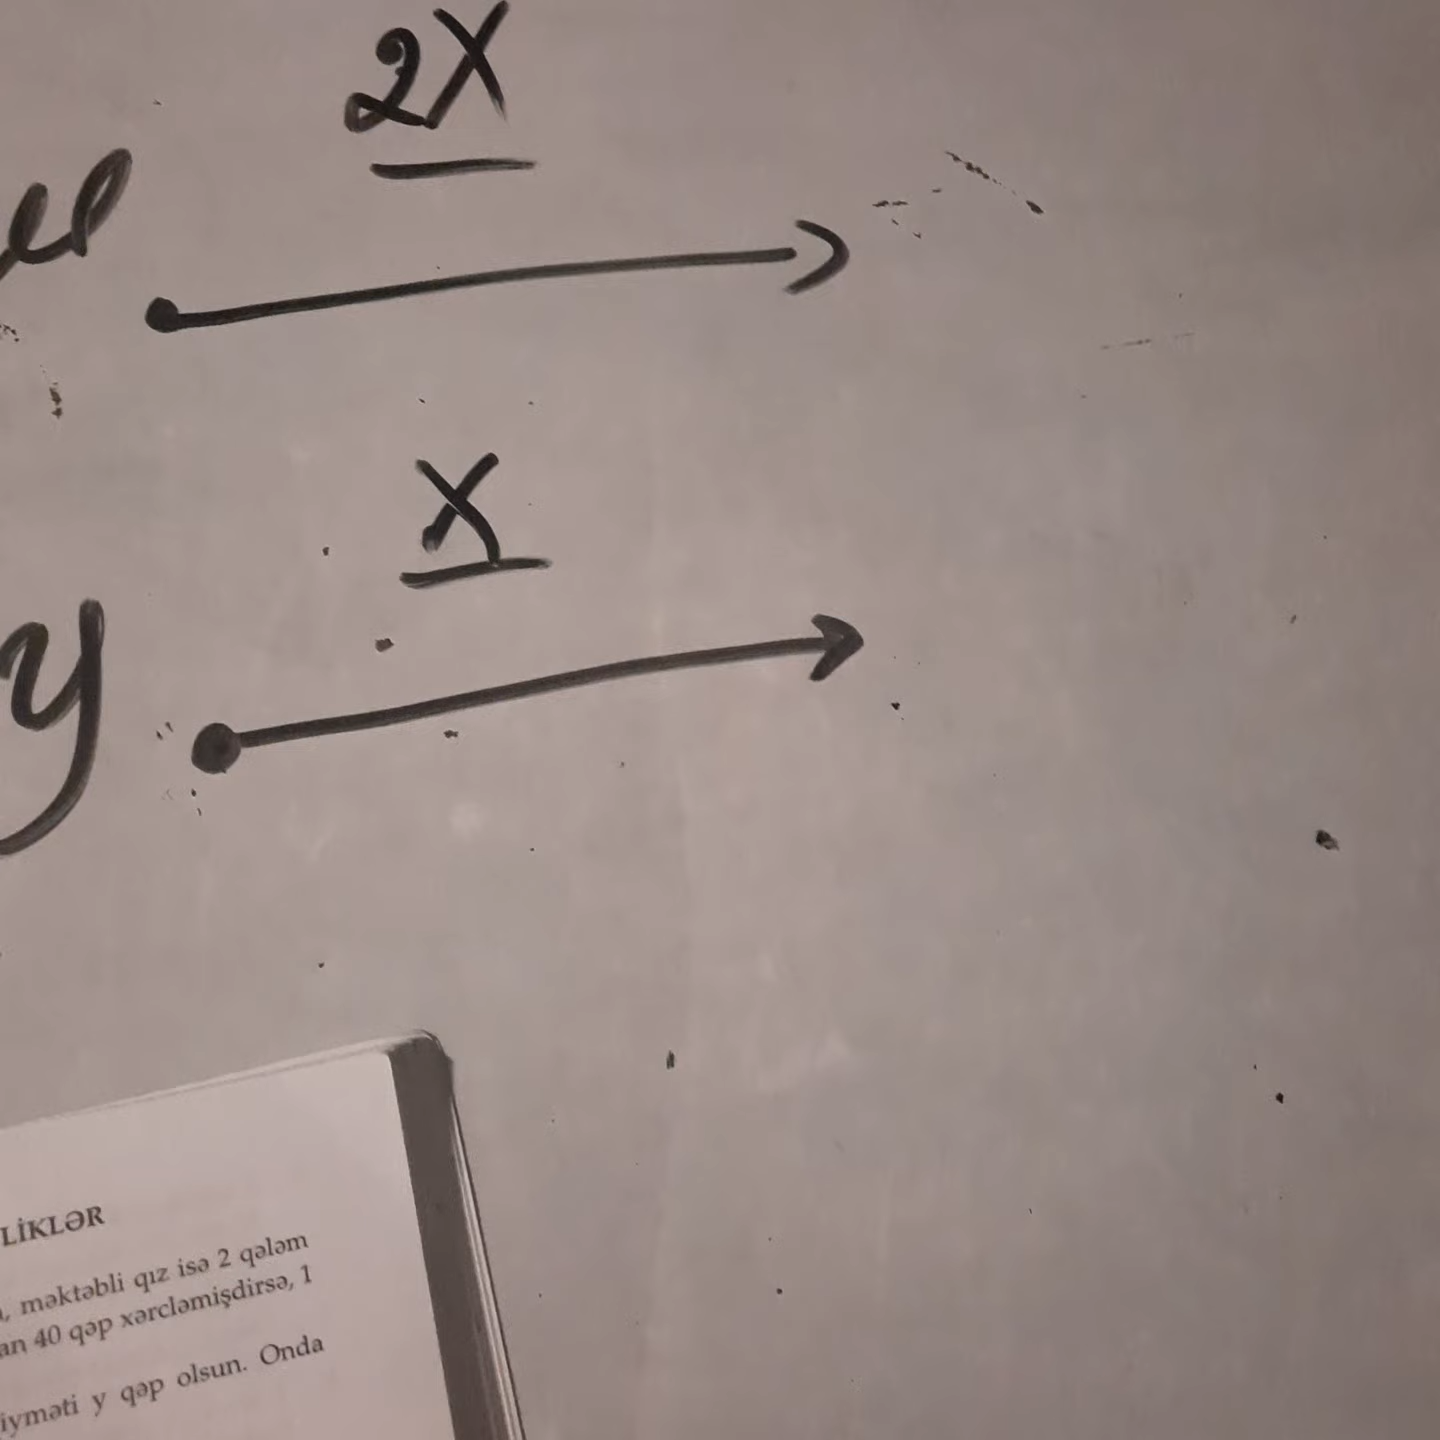 2X
X
y
LİKLƏR
məktəbli qız isə 2 qələm
an 40 qəp xərcləmişdirsə, 1
iyməti y qəp olsun. Onda